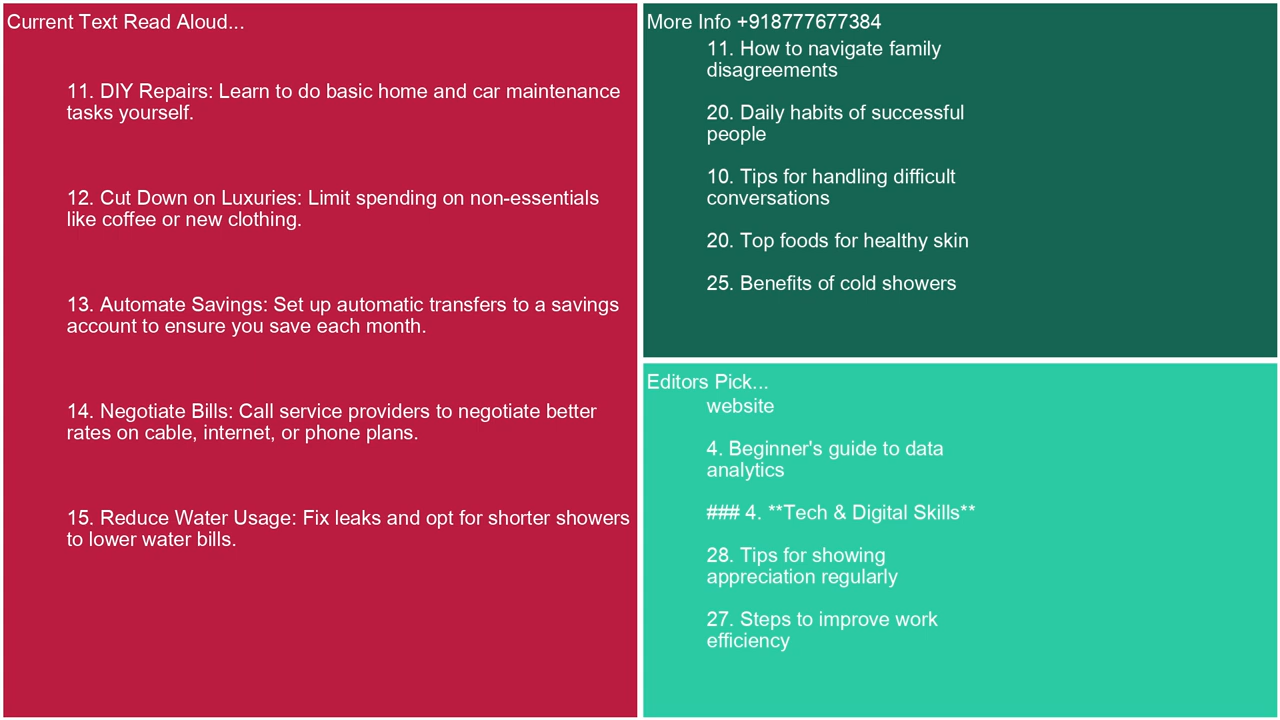 Current Text Read Aloud...
11. DIY Repairs: Learn to do basic home and car maintenance
tasks yourself.
12. Cut Down on Luxuries: Limit spending on non-essentials
like coffee or new clothing.
13. Automate Savings: Set up automatic transfers to a savings
account to ensure you save each month.
14. Negotiate Bills: Call service providers to negotiate better
rates on cable, internet, or phone plans.
15. Reduce Water Usage: Fix leaks and opt for shorter showers
to lower water bills.
More Info +918777677384
11. How to navigate family
disagreements
20. Daily habits of successful
people
10. Tips for handling difficult
conversations
20. Top foods for healthy skin
25. Benefits of cold showers
Editors Pick...
website
4. Beginner's guide to data
analytics
### 4. **Tech & Digital Skills**
28. Tips for showing
appreciation regularly
27. Steps to improve work
efficiency